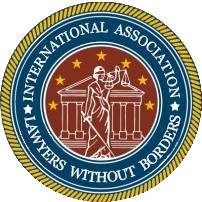 INTERNATIONAL ASSOCIATION
LAWYERS WITHOUT BORDERS